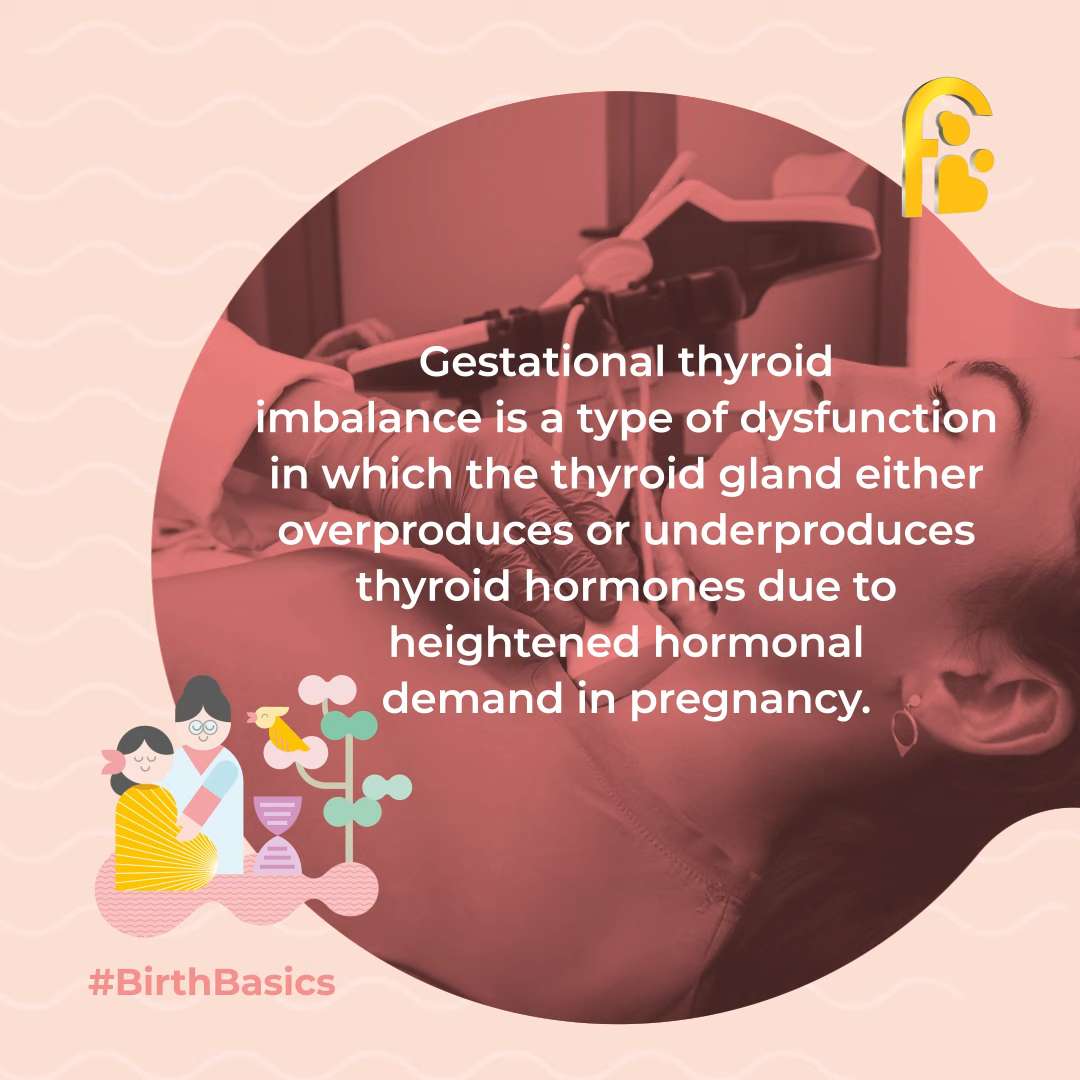 Gestational thyroid
imbalance is a type of dysfunction
in which the thyroid gland either
overproduces or underproduces
thyroid hormones due to
heightened hormonal
demand in pregnancy.
#BirthBasics